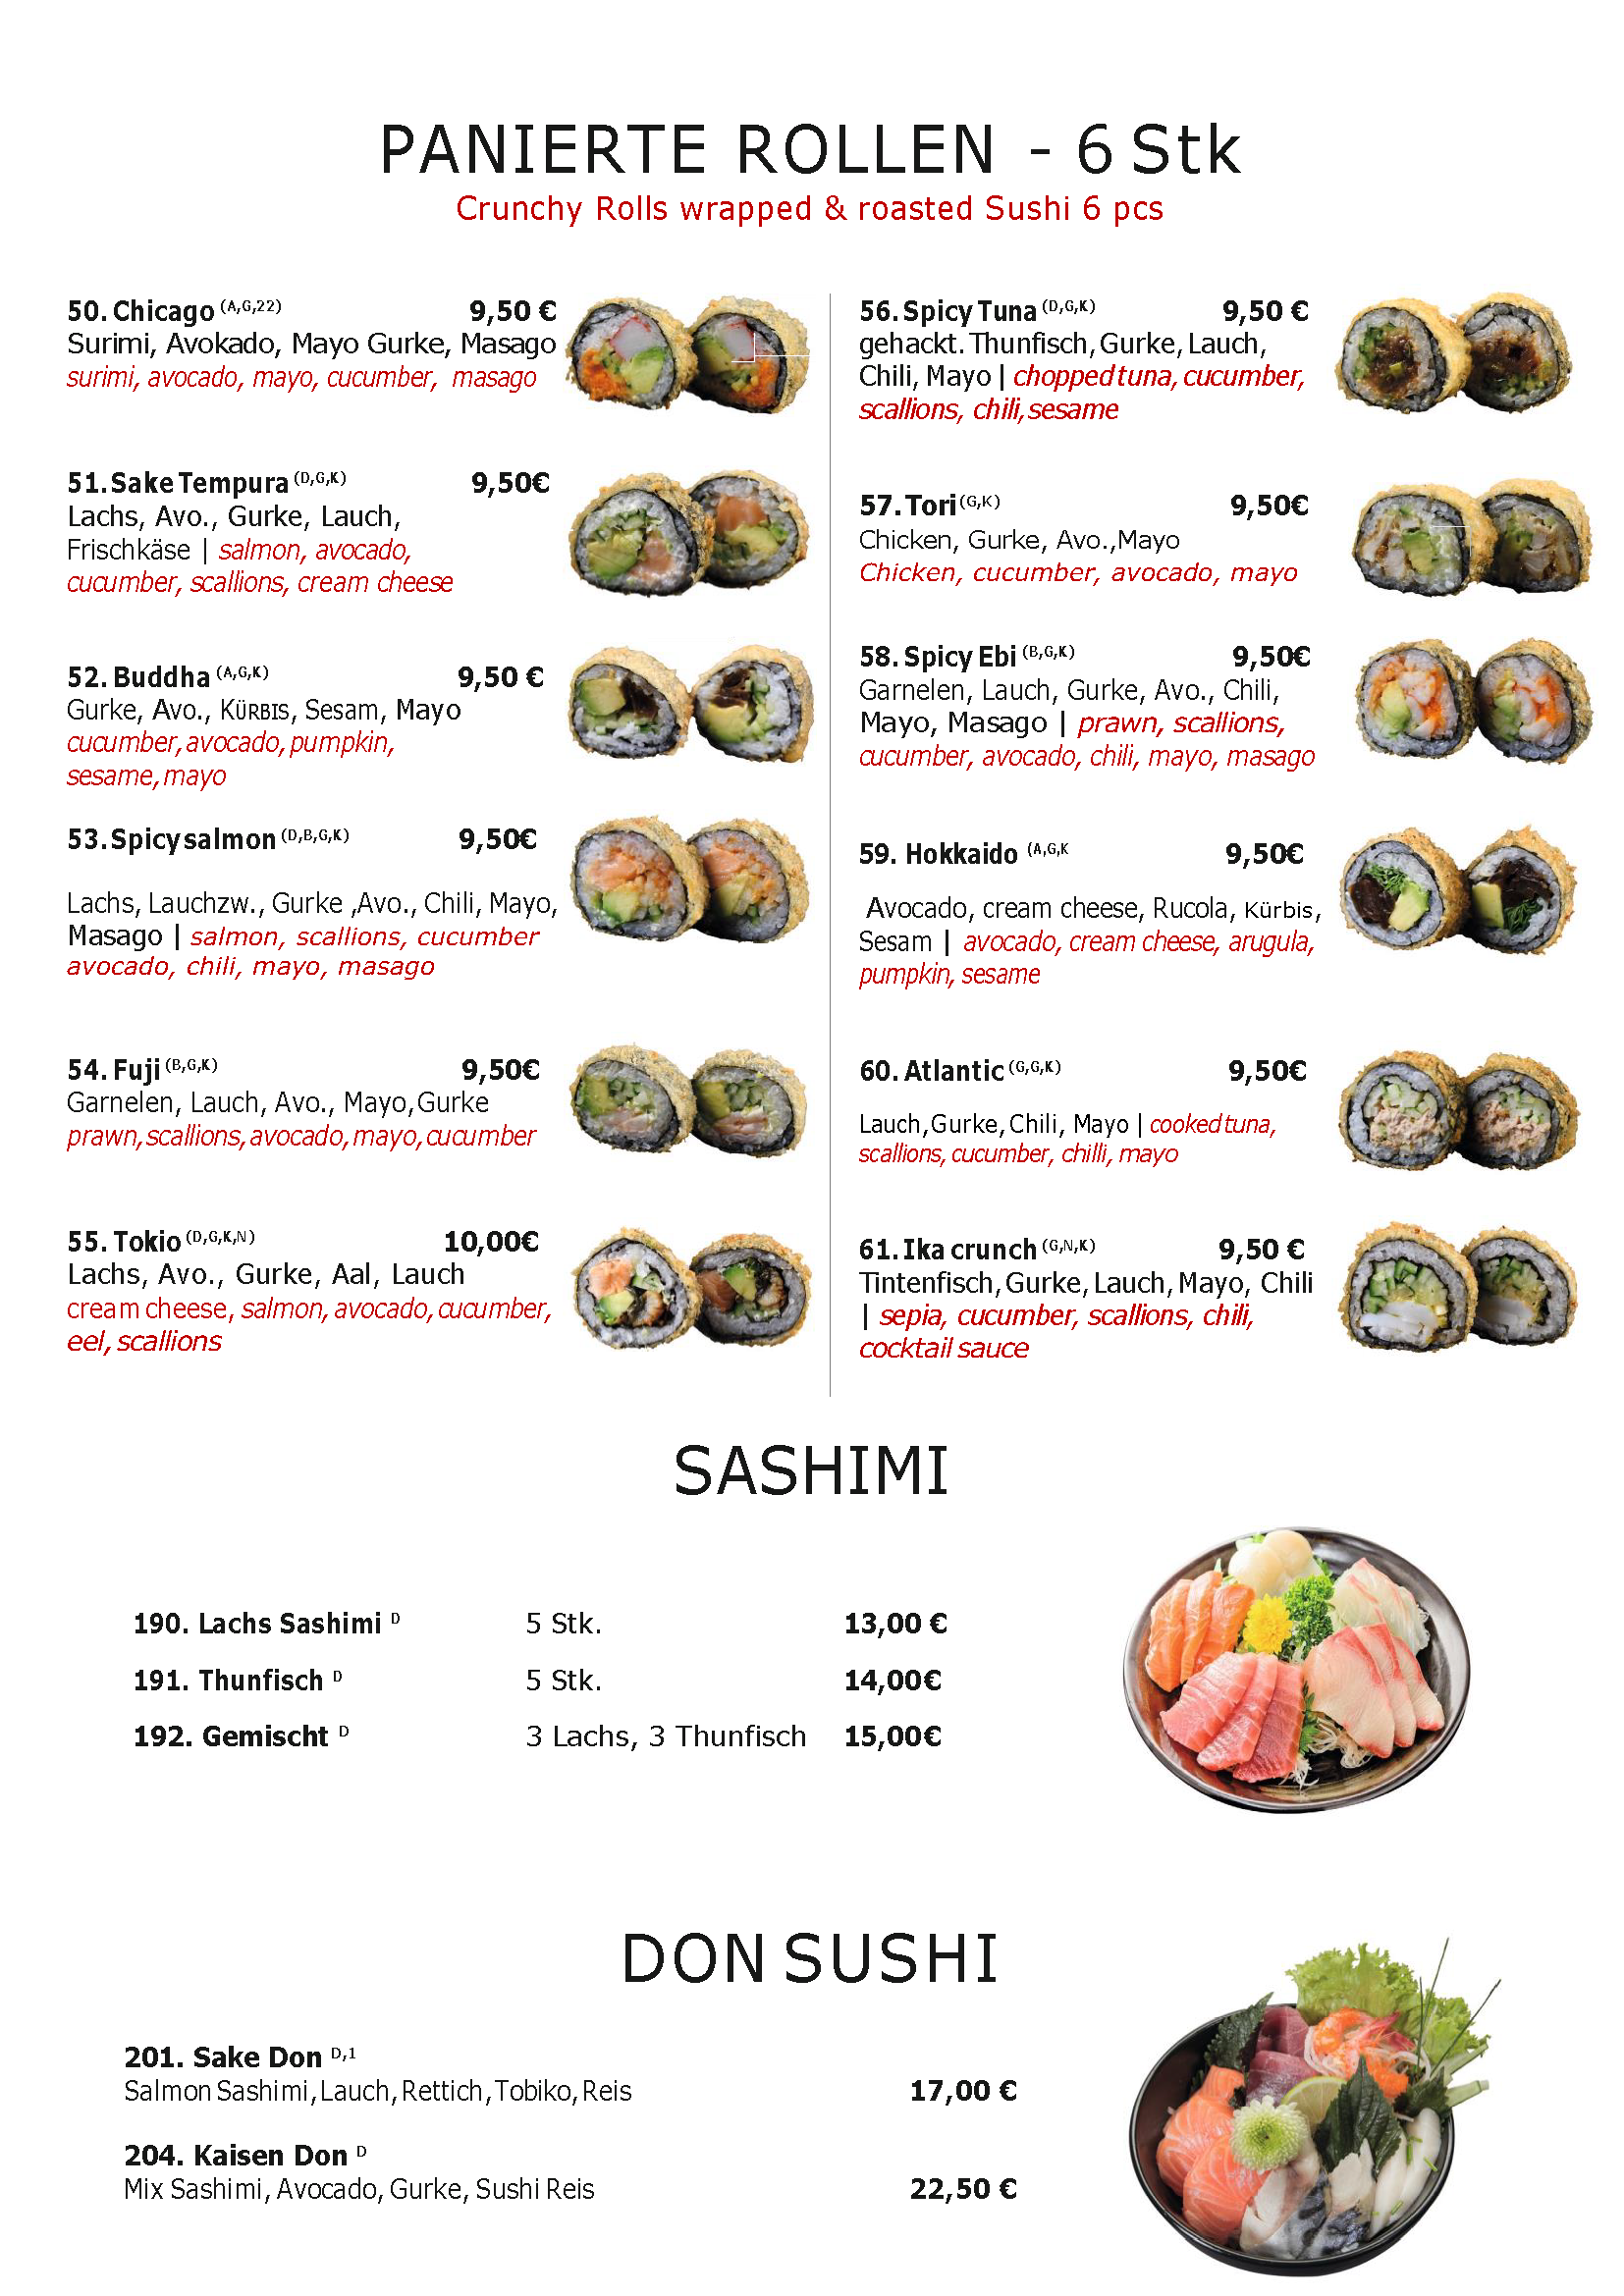 PANIERTE ROLLEN - 6 Stk
Crunchy Rolls wrapped & roasted Sushi 6 pcs
50. Chicago (A,G,22) 9,50 €
Surimi, Avokado, Mayo Gurke, Masago
surimi, avocado, mayo, cucumber, masago
51. Sake Tempura (D,G,K) 9,50€
Lachs, Avo., Gurke, Lauch,
Frischkäse | salmon, avocado,
cucumber, scallions, cream cheese
52. Buddha (A,G,K) 9,50 €
Gurke, Avo., KÜRBIS, Sesam, Mayo
cucumber, avocado, pumpkin,
sesame, mayo
53. Spicy salmon (D,B,G,K) 9,50€
Lachs, Lauchzw., Gurke ,Avo., Chili, Mayo,
Masago | salmon, scallions, cucumber
avocado, chili, mayo, masago
54. Fuji (B,G,K) 9,50€
Garnelen, Lauch, Avo., Mayo, Gurke
prawn, scallions, avocado, mayo, cucumber
55. Tokio (D,G,K,N) 10,00€
Lachs, Avo., Gurke, Aal, Lauch
cream cheese, salmon, avocado, cucumber,
eel, scallions
56. Spicy Tuna (D,G,K) 9,50 €
gehackt. Thunfisch, Gurke, Lauch,
Chili, Mayo | chopped tuna, cucumber,
scallions, chili, sesame
57. Tori (G,K) 9,50€
Chicken, Gurke, Avo.,Mayo
Chicken, cucumber, avocado, mayo
58. Spicy Ebi (B,G,K) 9,50€
Garnelen, Lauch, Gurke, Avo., Chili,
Mayo, Masago | prawn, scallions,
cucumber, avocado, chili, mayo, masago
59. Hokkaido (A,G,K 9,50€
Avocado, cream cheese, Rucola, Kürbis,
Sesam | avocado, cream cheese, arugula,
pumpkin, sesame
60. Atlantic (G,G,K) 9,50€
Lauch, Gurke, Chili, Mayo | cooked tuna,
scallions, cucumber, chilli, mayo
61. Ika crunch (G,N,K) 9,50 €
Tintenfisch, Gurke, Lauch, Mayo, Chili
| sepia, cucumber, scallions, chili,
cocktail sauce
SASHIMI
190. Lachs Sashimi D 5 Stk. 13,00 €
191. Thunfisch D 5 Stk. 14,00€
192. Gemischt D 3 Lachs, 3 Thunfisch 15,00€
DON SUSHI
201. Sake Don D,1
Salmon Sashimi, Lauch, Rettich, Tobiko, Reis 17,00 €
204. Kaisen Don D
Mix Sashimi, Avocado, Gurke, Sushi Reis 22,50 €